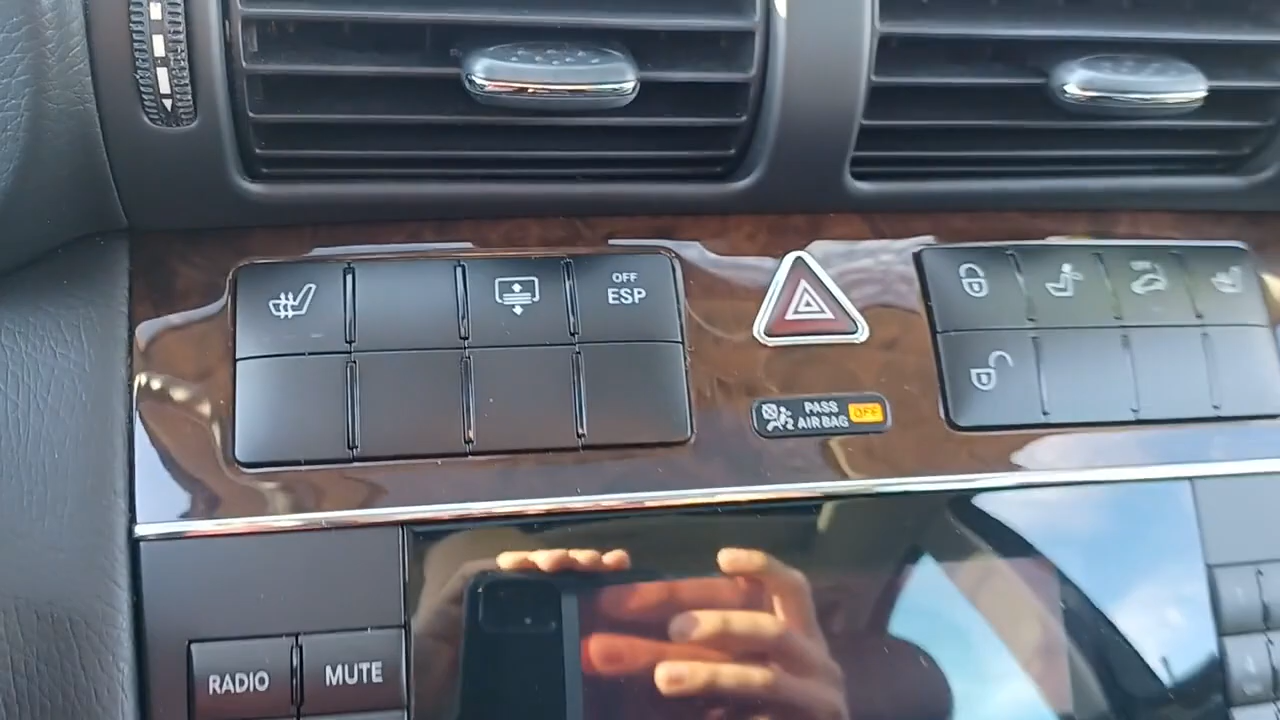 OFF
ESP
PASS
AIR BAG
OFF
RADIO
MUTE